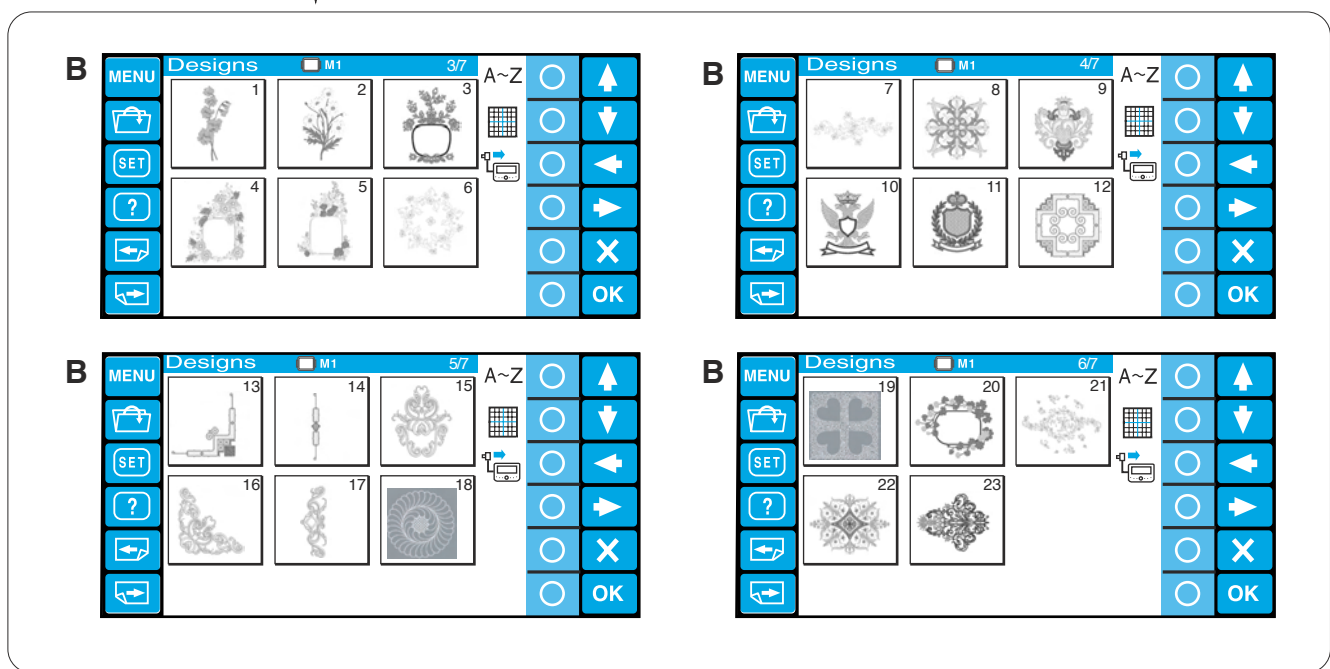 B
MENU
Designs M1 3/7
A~Z
1 2 3
SET
4 5 6
?
OK
B
MENU
Designs M1 4/7
A~Z
7 8 9
SET
10 11 12
?
OK
B
MENU
Designs M1 5/7
A~Z
13 14 15
SET
16 17 18
?
OK
B
MENU
Designs M1 6/7
A~Z
19 20 21
SET
22 23
?
OK